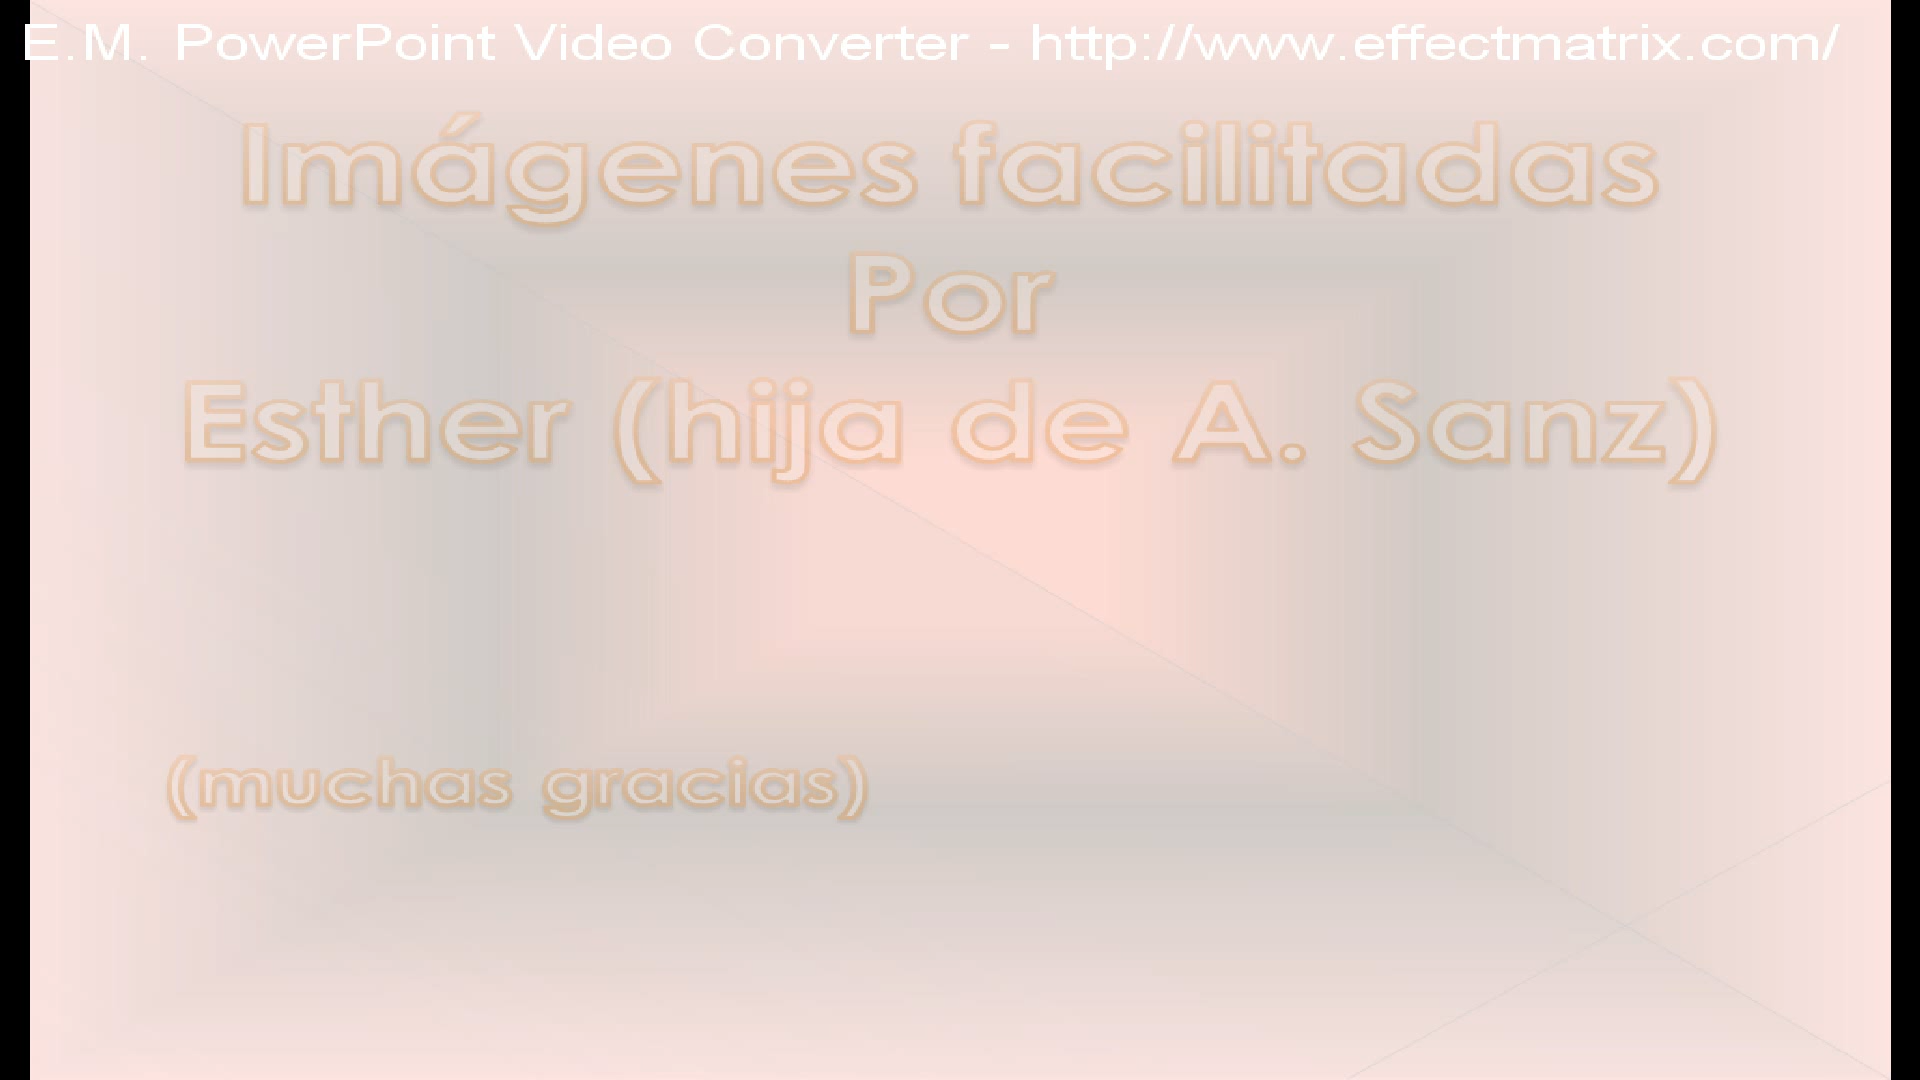 E.M. PowerPoint Video Converter - http://www.effectmatrix.com/
Imágenes facilitadas
Por
Esther (hija de A. Sanz)
(muchas gracias)